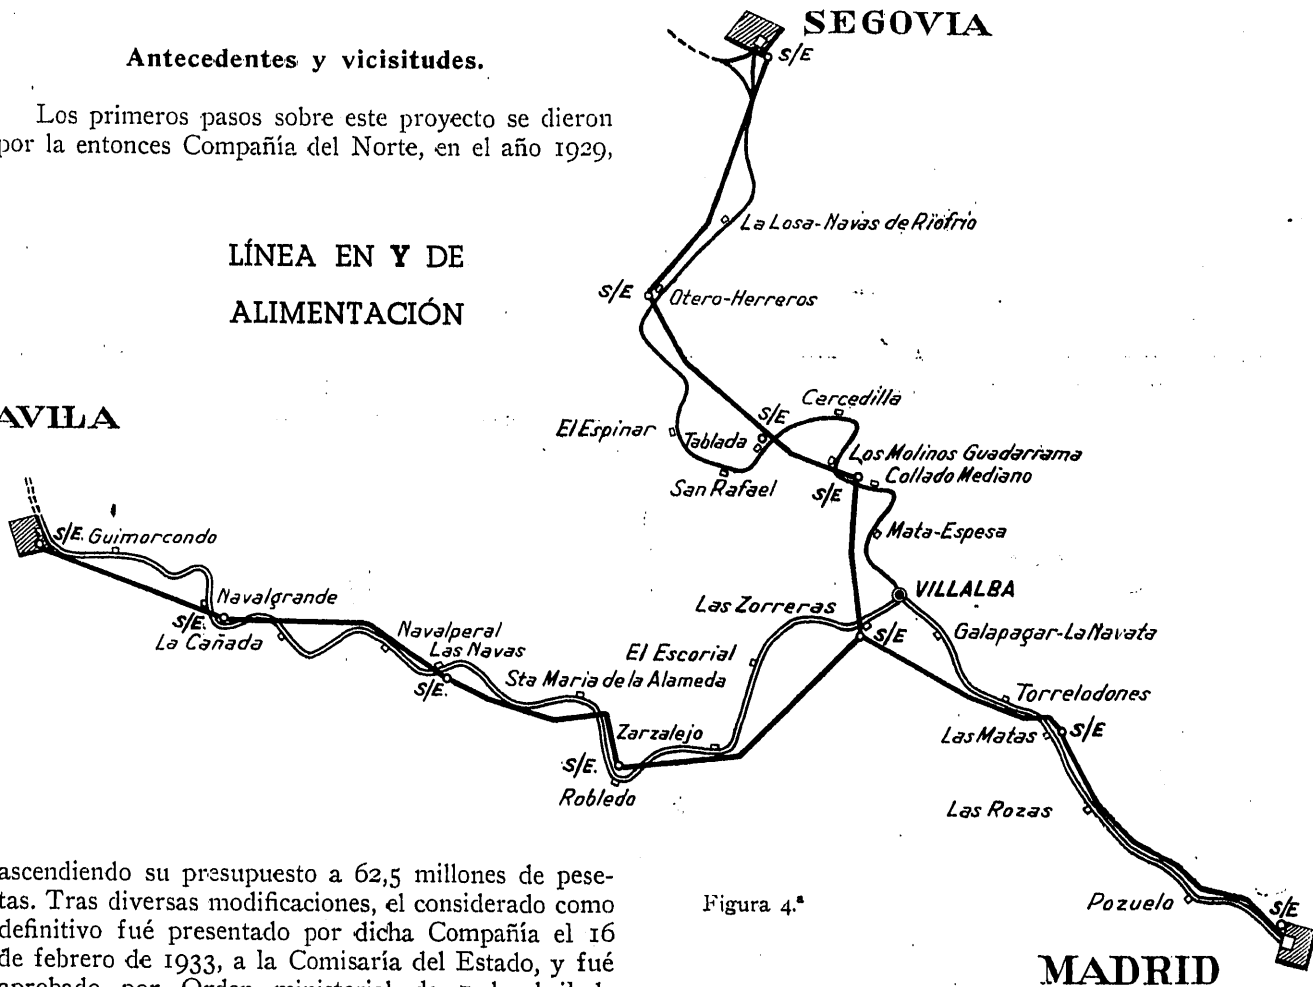 SEGOVIA
Antecedentes y vicisitudes.
S/E
Los primeros pasos sobre este proyecto se dieron
por la entonces Compañía del Norte, en el año 1929,
La Losa-Navas de Riofrio
LÍNEA EN Y DE
ALIMENTACIÓN
S/E
Otero-Herreros
Cercedilla
AVILA
S/E
El Espinar
Tablada
Los Molinos Guadarrama
Collado Mediano
San Rafael
S/E
Mata-Espesa
S/E. Guimorcondo
VILLALBA
Navalgrande
Las Zorreras
S/E.
La Cañada
Navalperal
S/E
Galapagar-La Navata
Las Navas
El Escorial
S/E.
Sta Maria de la Alameda
Torrelodones
Zarzalejo
Las Matas
S/E
S/E.
Robledo
Las Rozas
ascendiendo su presupuesto a 62,5 millones de pese-
tas. Tras diversas modificaciones, el considerado como
definitivo fué presentado por dicha Compañía el 16
de febrero de 1933, a la Comisaría del Estado, y fué
Figura 4.ª
Pozuelo
S/E
MADRID